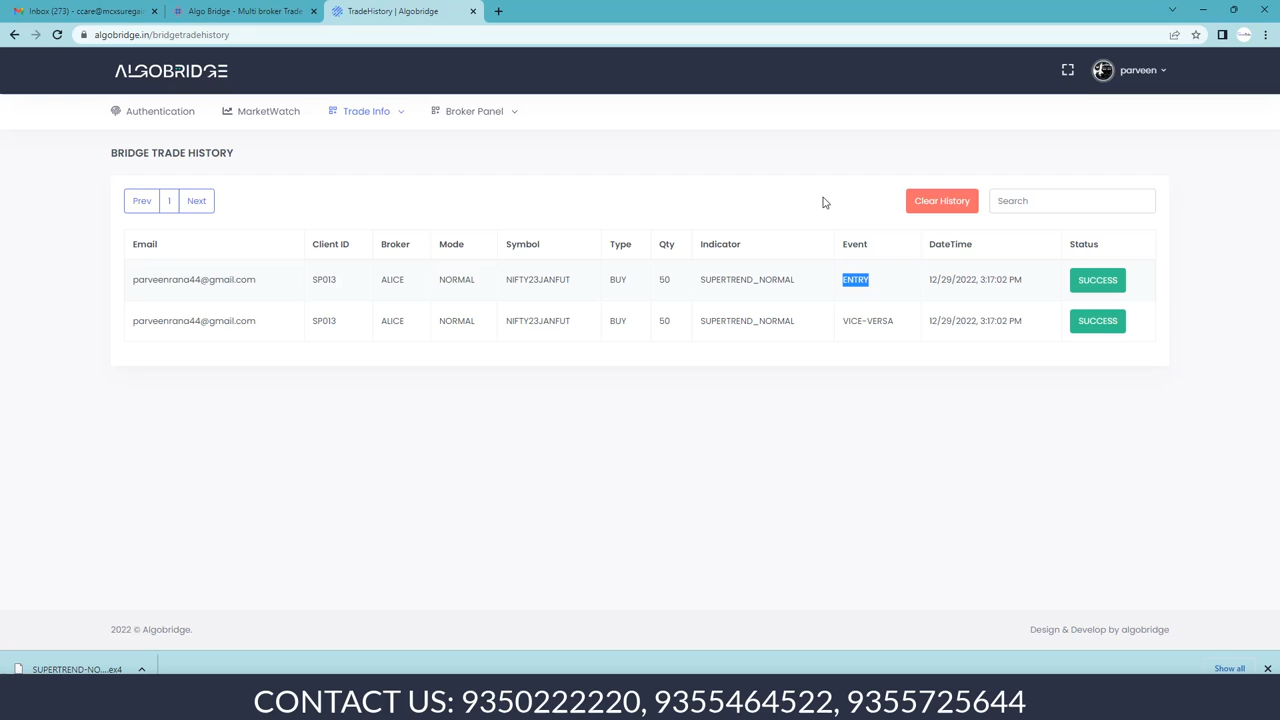 Inbox (273) - ccare@mcxsuregai
Algo Bridge - Multi broker Trade
TradeHistory | Algobridge
algobridge.in/bridgetradehistory
ALGOBRIDGE
parveen
Authentication MarketWatch Trade Info Broker Panel
BRIDGE TRADE HISTORY
Prev 1 Next Clear History Search
Email Client ID Broker Mode Symbol Type Qty Indicator Event DateTime Status
parveenrana44@gmail.com SP013 ALICE NORMAL NIFTY23JANFUT BUY 50 SUPERTREND_NORMAL ENTRY 12/29/2022, 3:17:02 PM SUCCESS
parveenrana44@gmail.com SP013 ALICE NORMAL NIFTY23JANFUT BUY 50 SUPERTREND_NORMAL VICE-VERSA 12/29/2022, 3:17:02 PM SUCCESS
2022 © Algobridge. Design & Develop by algobridge
SUPERTREND-NO....ex4 Show all
CONTACT US: 9350222220, 9355464522, 9355725644